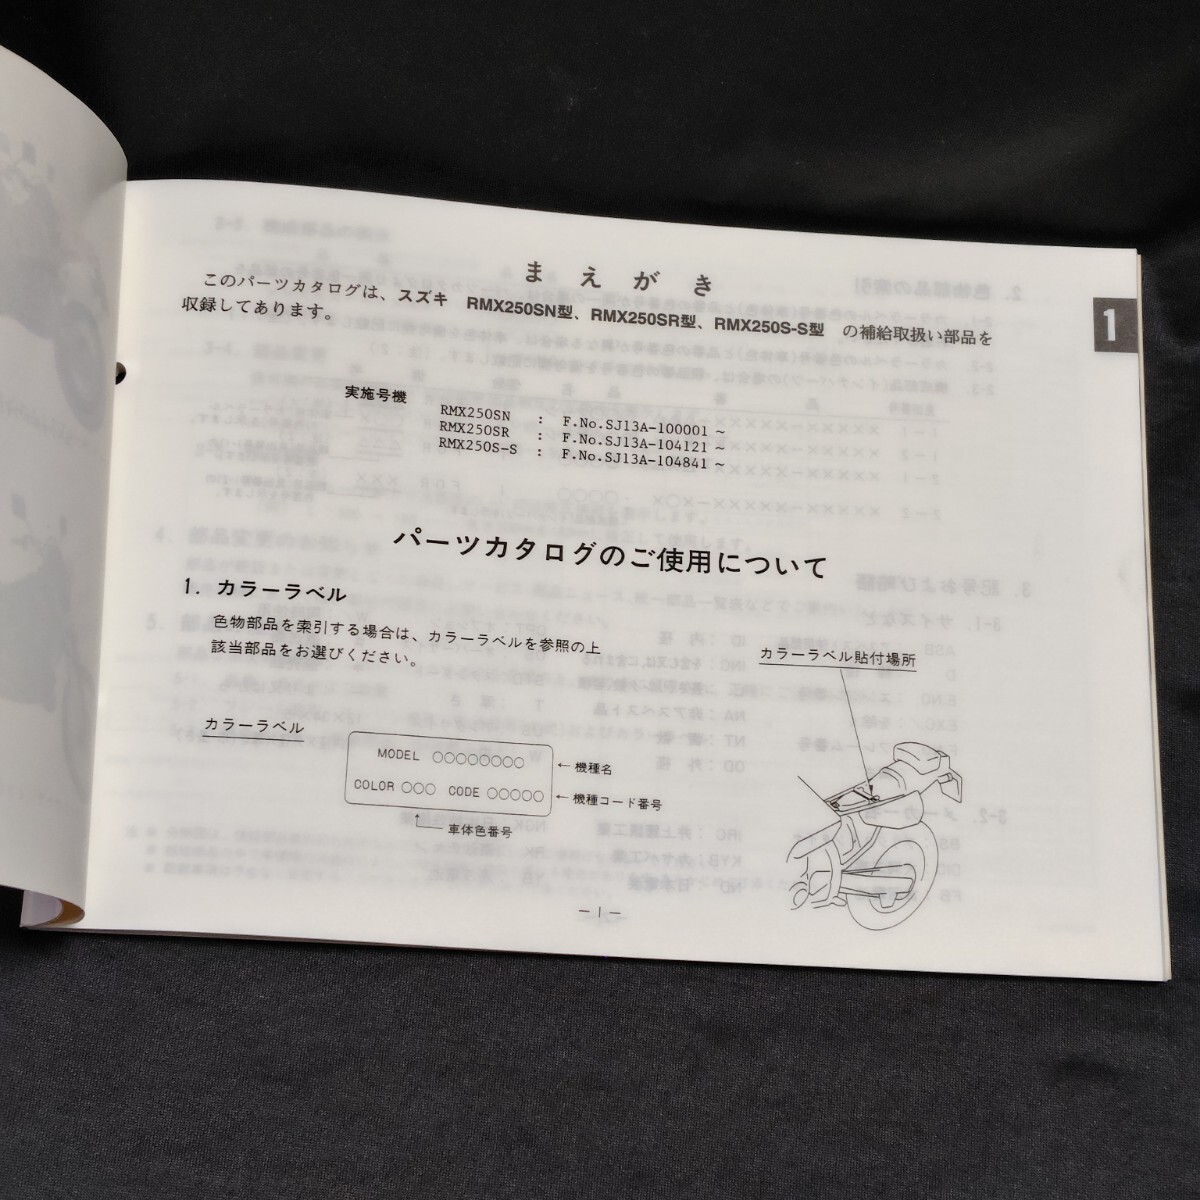 まえがき
このパーツカタログは、スズキ RMX250SN型、RMX250SR型、RMX250S-S型 の補給取扱い部品を
収録してあります。
1
実施号機
RMX250SN : F.No.SJ13A-100001～
RMX250SR : F.No.SJ13A-104121～
RMX250S-S : F.No.SJ13A-104841～
パーツカタログのご使用について
1. カラーラベル
色物部品を索引する場合は、カラーラベルを参照の上
該当部品をお選びください。
カラーラベル貼付場所
カラーラベル
MODEL ○○○○○○○○
←機種名
COLOR ○○○ CODE ○○○○○
←機種コード番号
車体色番号
－1－